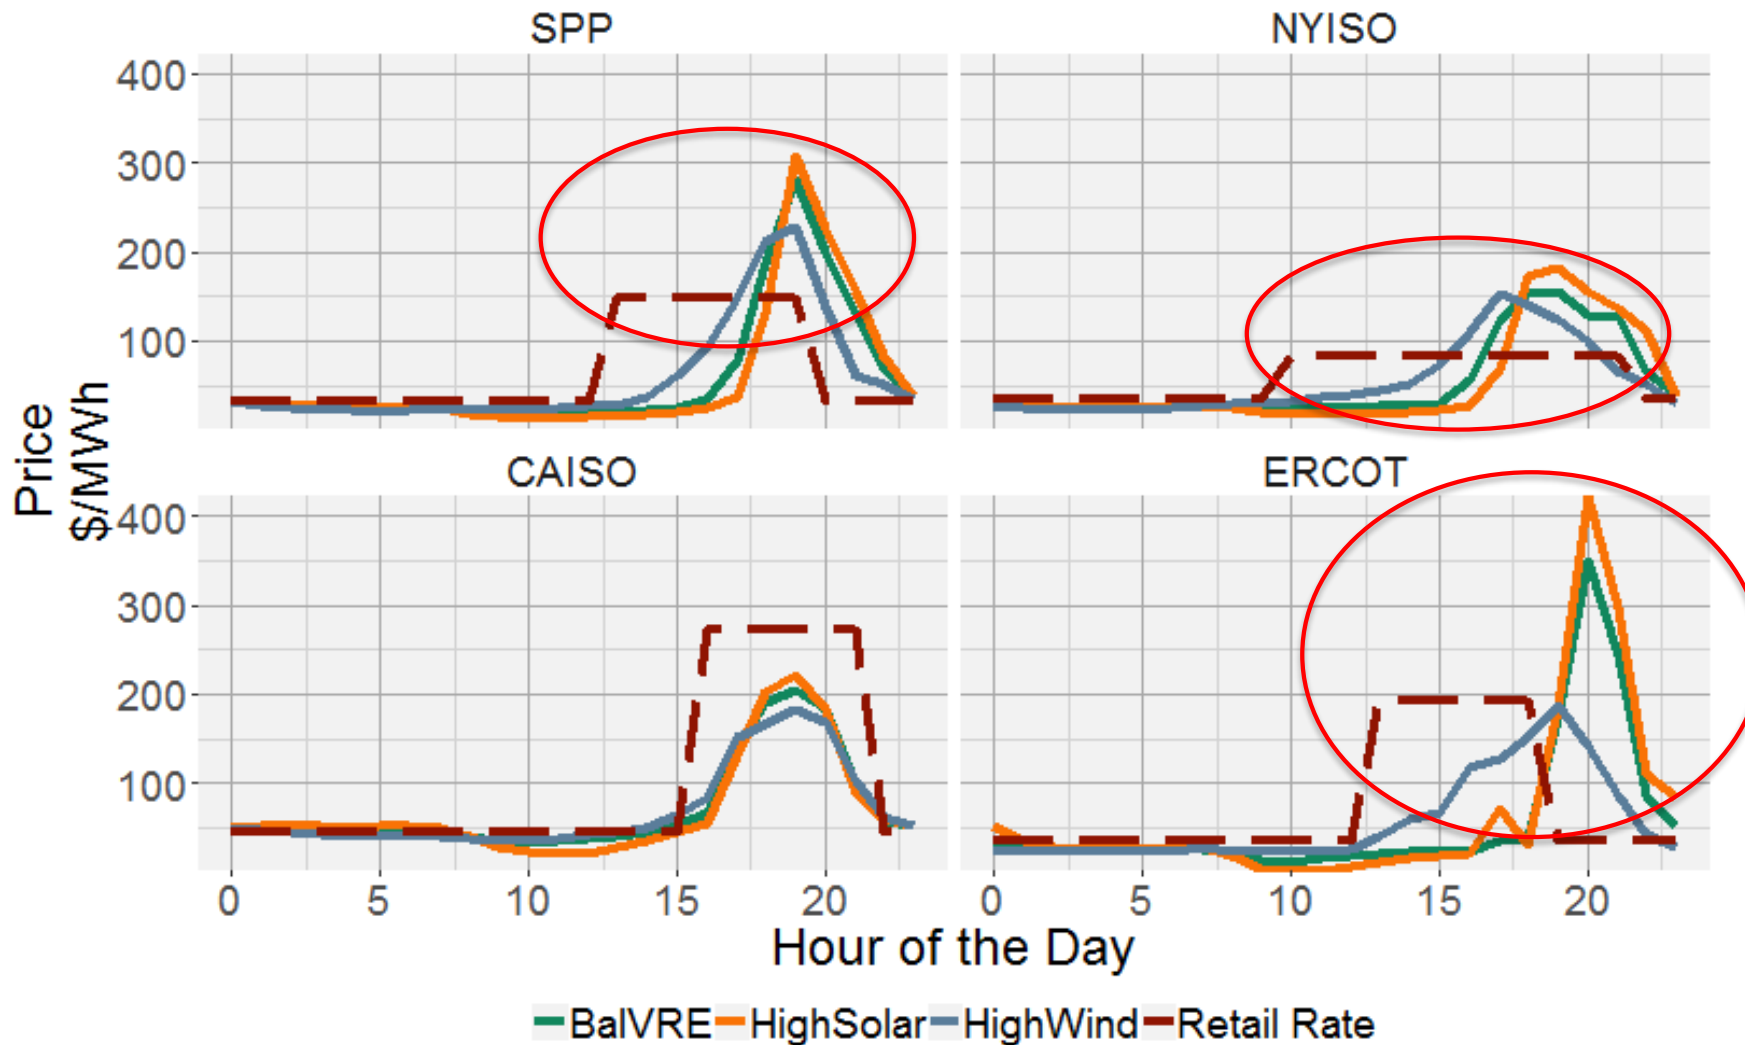 SPP
NYISO
400
300
200
100
CAISO
ERCOT
Price
$/MWh
400
300
200
100
0 5 10 15 20
0 5 10 15 20
Hour of the Day
BalVRE HighSolar HighWind Retail Rate